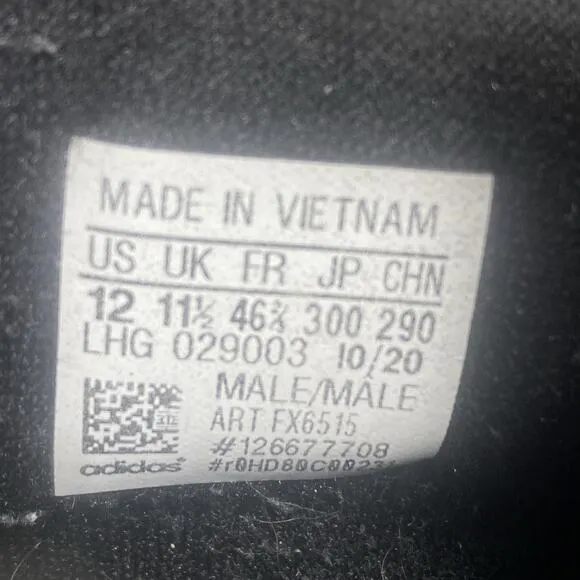 MADE IN VIETNAM
US UK FR JP CHN
12 11½ 46⅔ 300 290
LHG 029003 10/20
MALE/MALE
ART FX6515
#126677708
adidas